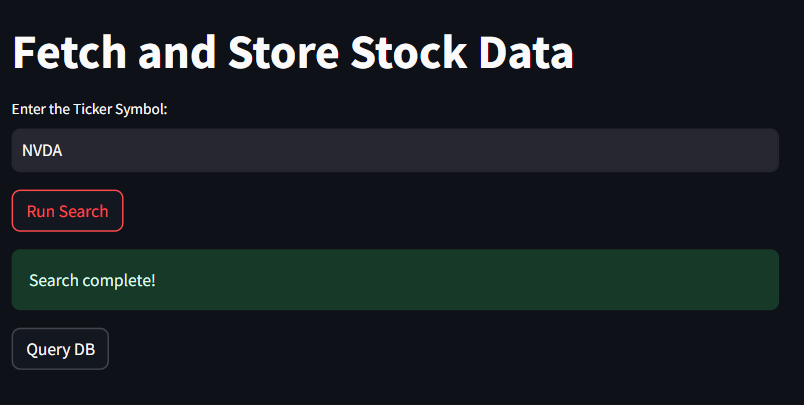 Fetch and Store Stock Data
Enter the Ticker Symbol:
NVDA
Run Search
Search complete!
Query DB